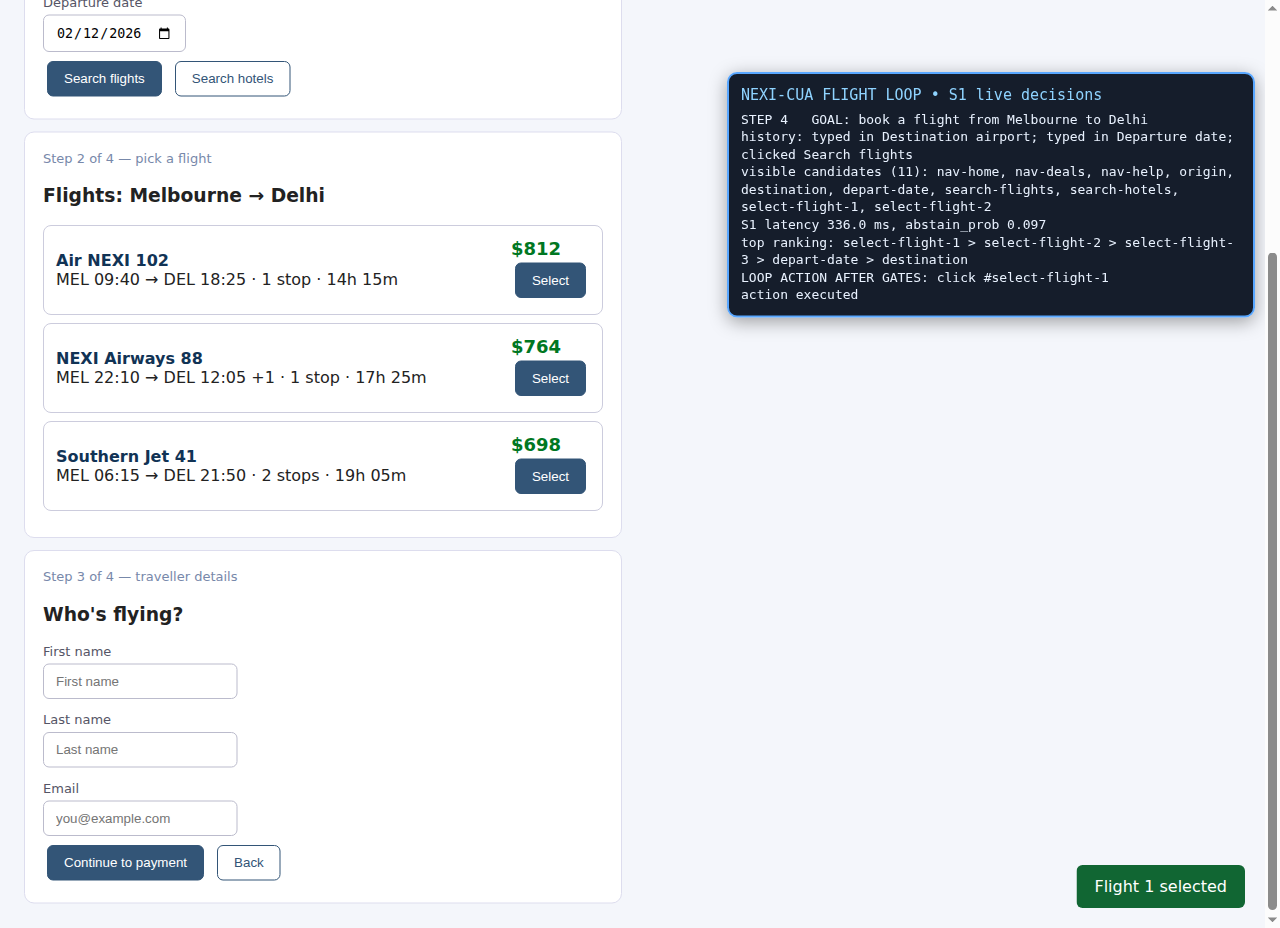 Departure date
02/12/2026
Search flights
Search hotels
Step 2 of 4 — pick a flight
Flights: Melbourne → Delhi
Air NEXI 102
MEL 09:40 → DEL 18:25 · 1 stop · 14h 15m
$812
Select
NEXI Airways 88
MEL 22:10 → DEL 12:05 +1 · 1 stop · 17h 25m
$764
Select
Southern Jet 41
MEL 06:15 → DEL 21:50 · 2 stops · 19h 05m
$698
Select
Step 3 of 4 — traveller details
Who's flying?
First name
First name
Last name
Last name
Email
you@example.com
Continue to payment
Back
NEXI-CUA FLIGHT LOOP • S1 live decisions
STEP 4   GOAL: book a flight from Melbourne to Delhi
history: typed in Destination airport; typed in Departure date;
clicked Search flights
visible candidates (11): nav-home, nav-deals, nav-help, origin,
destination, depart-date, search-flights, search-hotels,
select-flight-1, select-flight-2
S1 latency 336.0 ms, abstain_prob 0.097
top ranking: select-flight-1 > select-flight-2 > select-flight-
3 > depart-date > destination
LOOP ACTION AFTER GATES: click #select-flight-1
action executed
Flight 1 selected